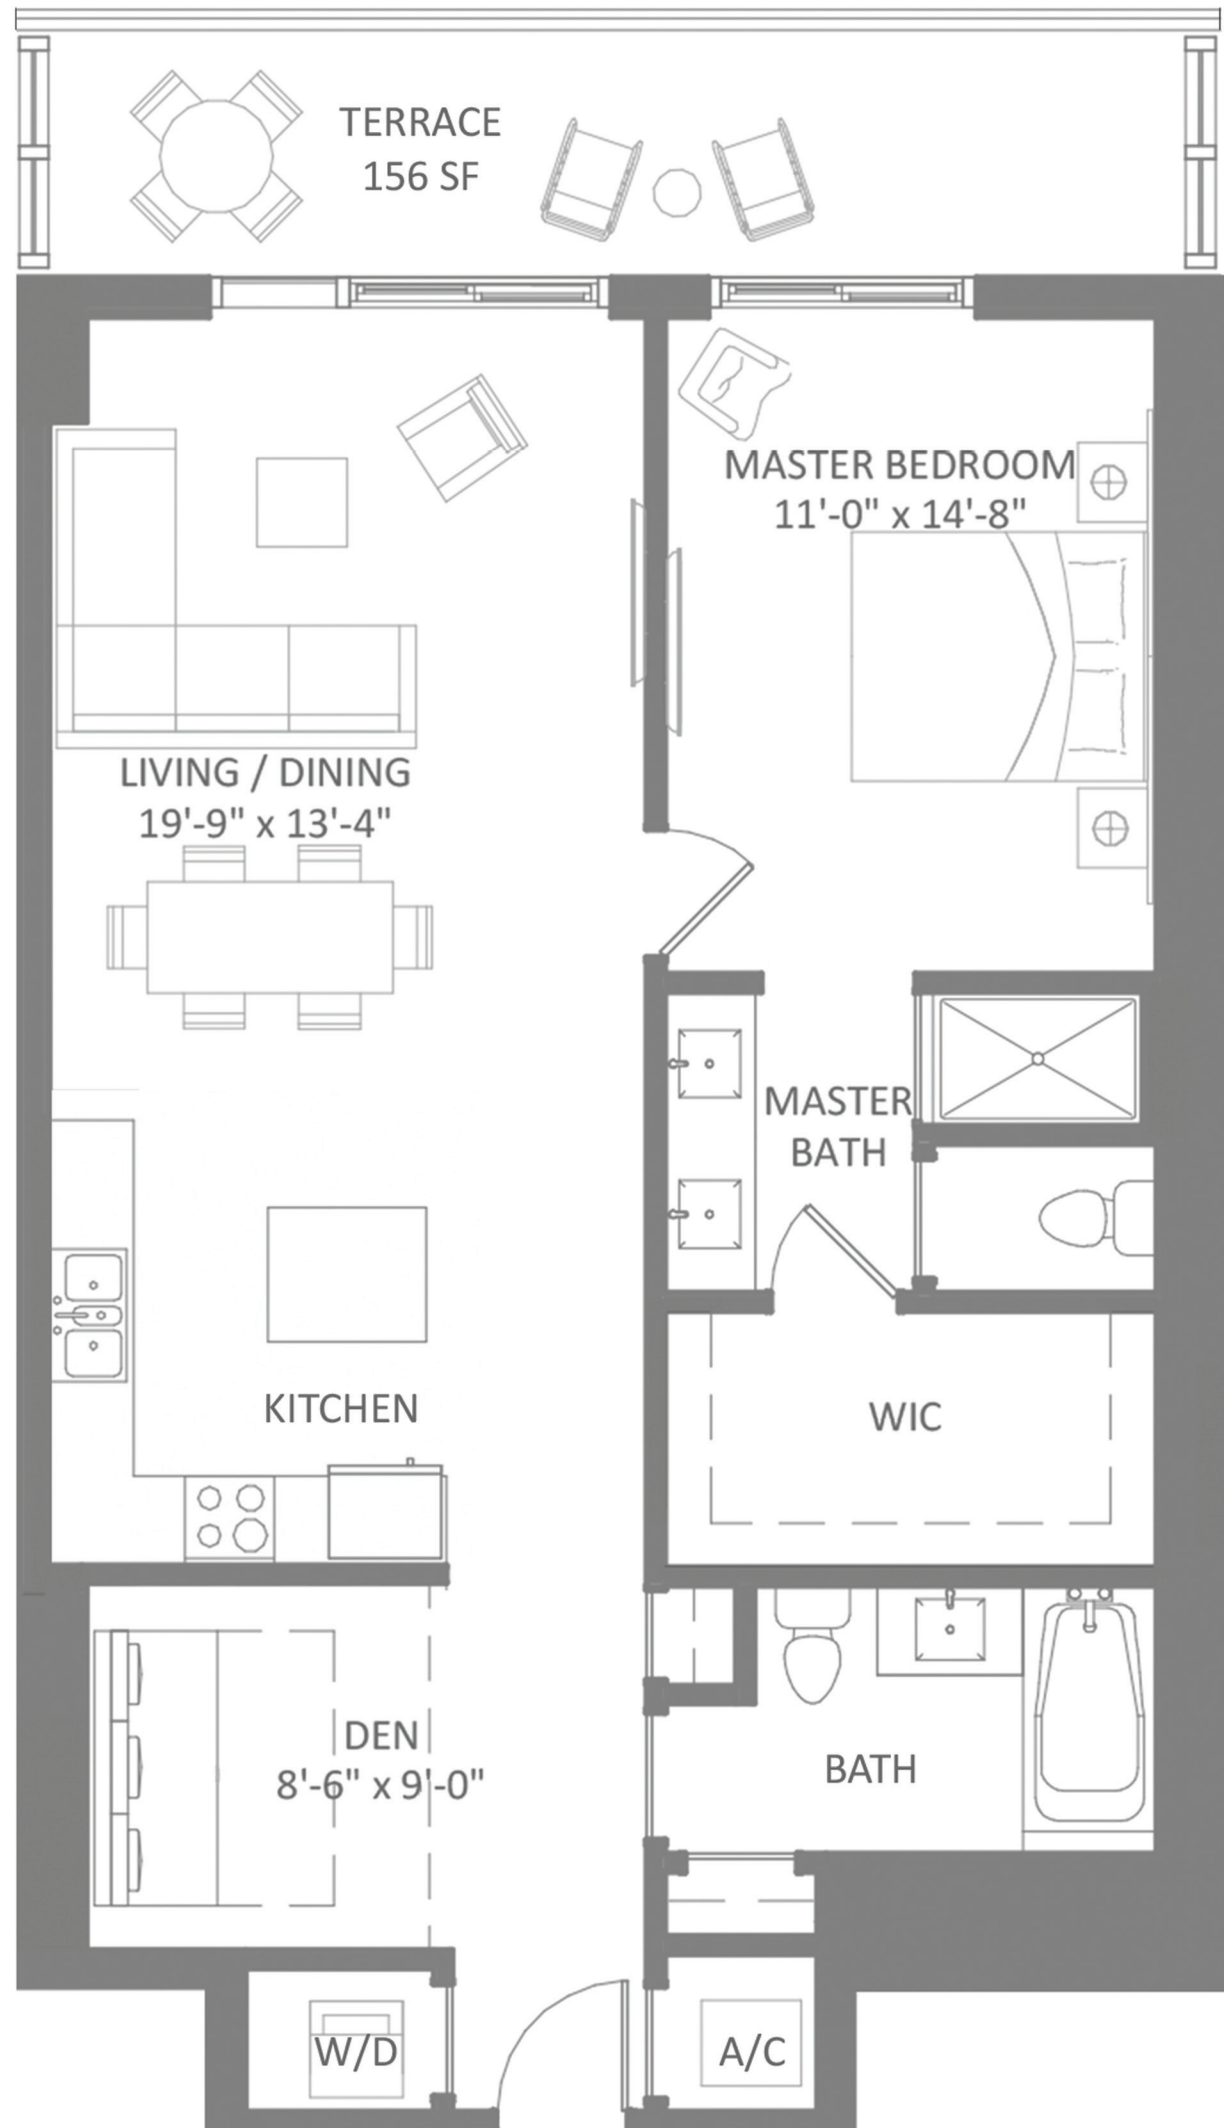 TERRACE
156 SF
MASTER BEDROOM
11'-0" x 14'-8"
LIVING / DINING
19'-9" x 13'-4"
MASTER
BATH
KITCHEN
WIC
DEN
8'-6" x 9'-0"
BATH
W/D
A/C